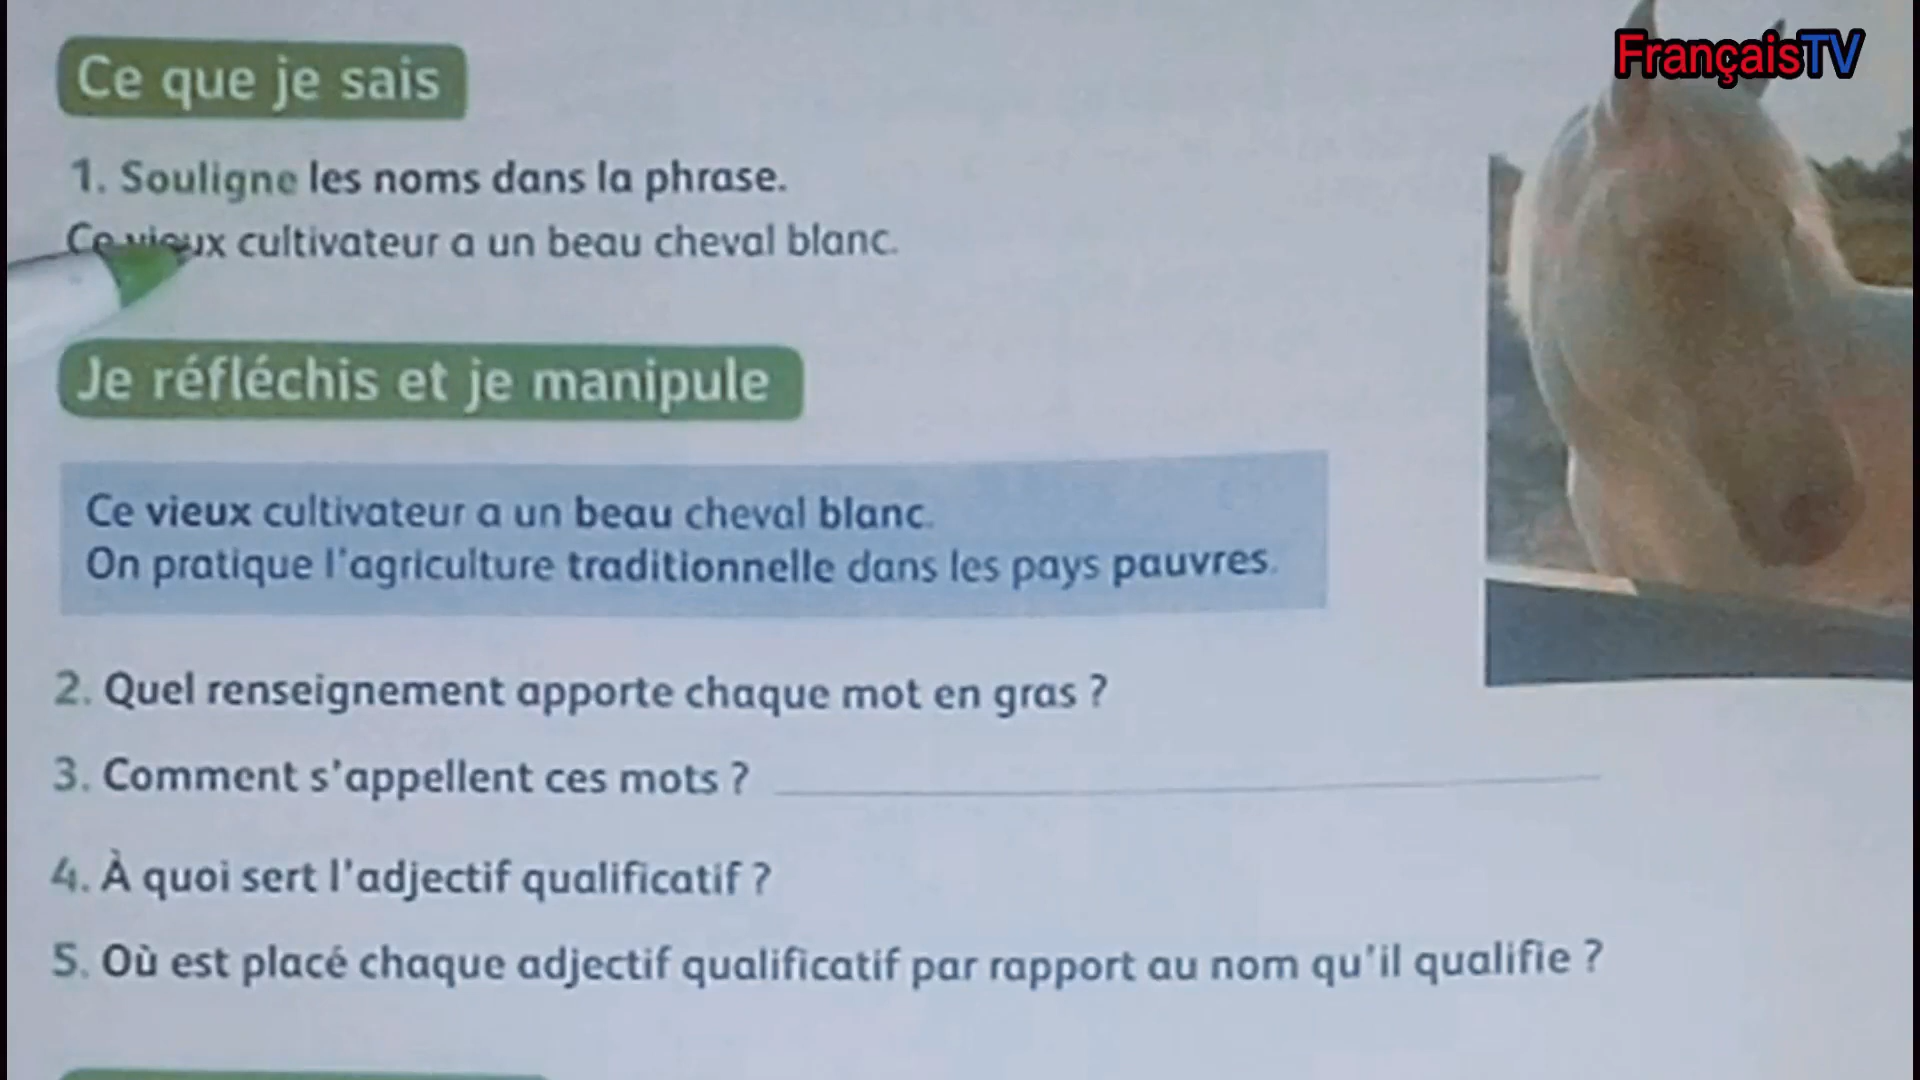 FrançaisTV
Ce que je sais
1. Souligne les noms dans la phrase.
Ce vieux cultivateur a un beau cheval blanc.
Je réfléchis et je manipule
Ce vieux cultivateur a un beau cheval blanc.
On pratique l'agriculture traditionnelle dans les pays pauvres.
2. Quel renseignement apporte chaque mot en gras ?
3. Comment s'appellent ces mots ?
4. À quoi sert l'adjectif qualificatif ?
5. Où est placé chaque adjectif qualificatif par rapport au nom qu'il qualifie ?